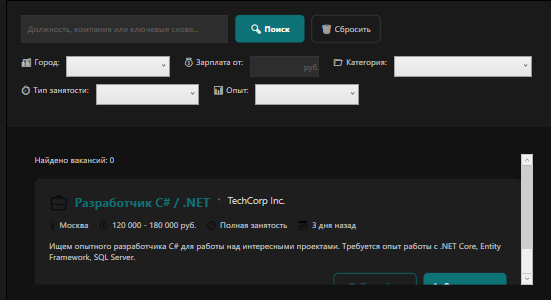 Должность, компания или ключевые слова...
Поиск
Сбросить
Город:
Зарплата от:
руб.
Категория:
Тип занятости:
Опыт:
Найдено вакансий: 0
Разработчик C# / .NET • TechCorp Inc.
Москва 120 000 - 180 000 руб. Полная занятость 3 дня назад
Ищем опытного разработчика C# для работы над интересными проектами. Требуется опыт работы с .NET Core, Entity
Framework, SQL Server.